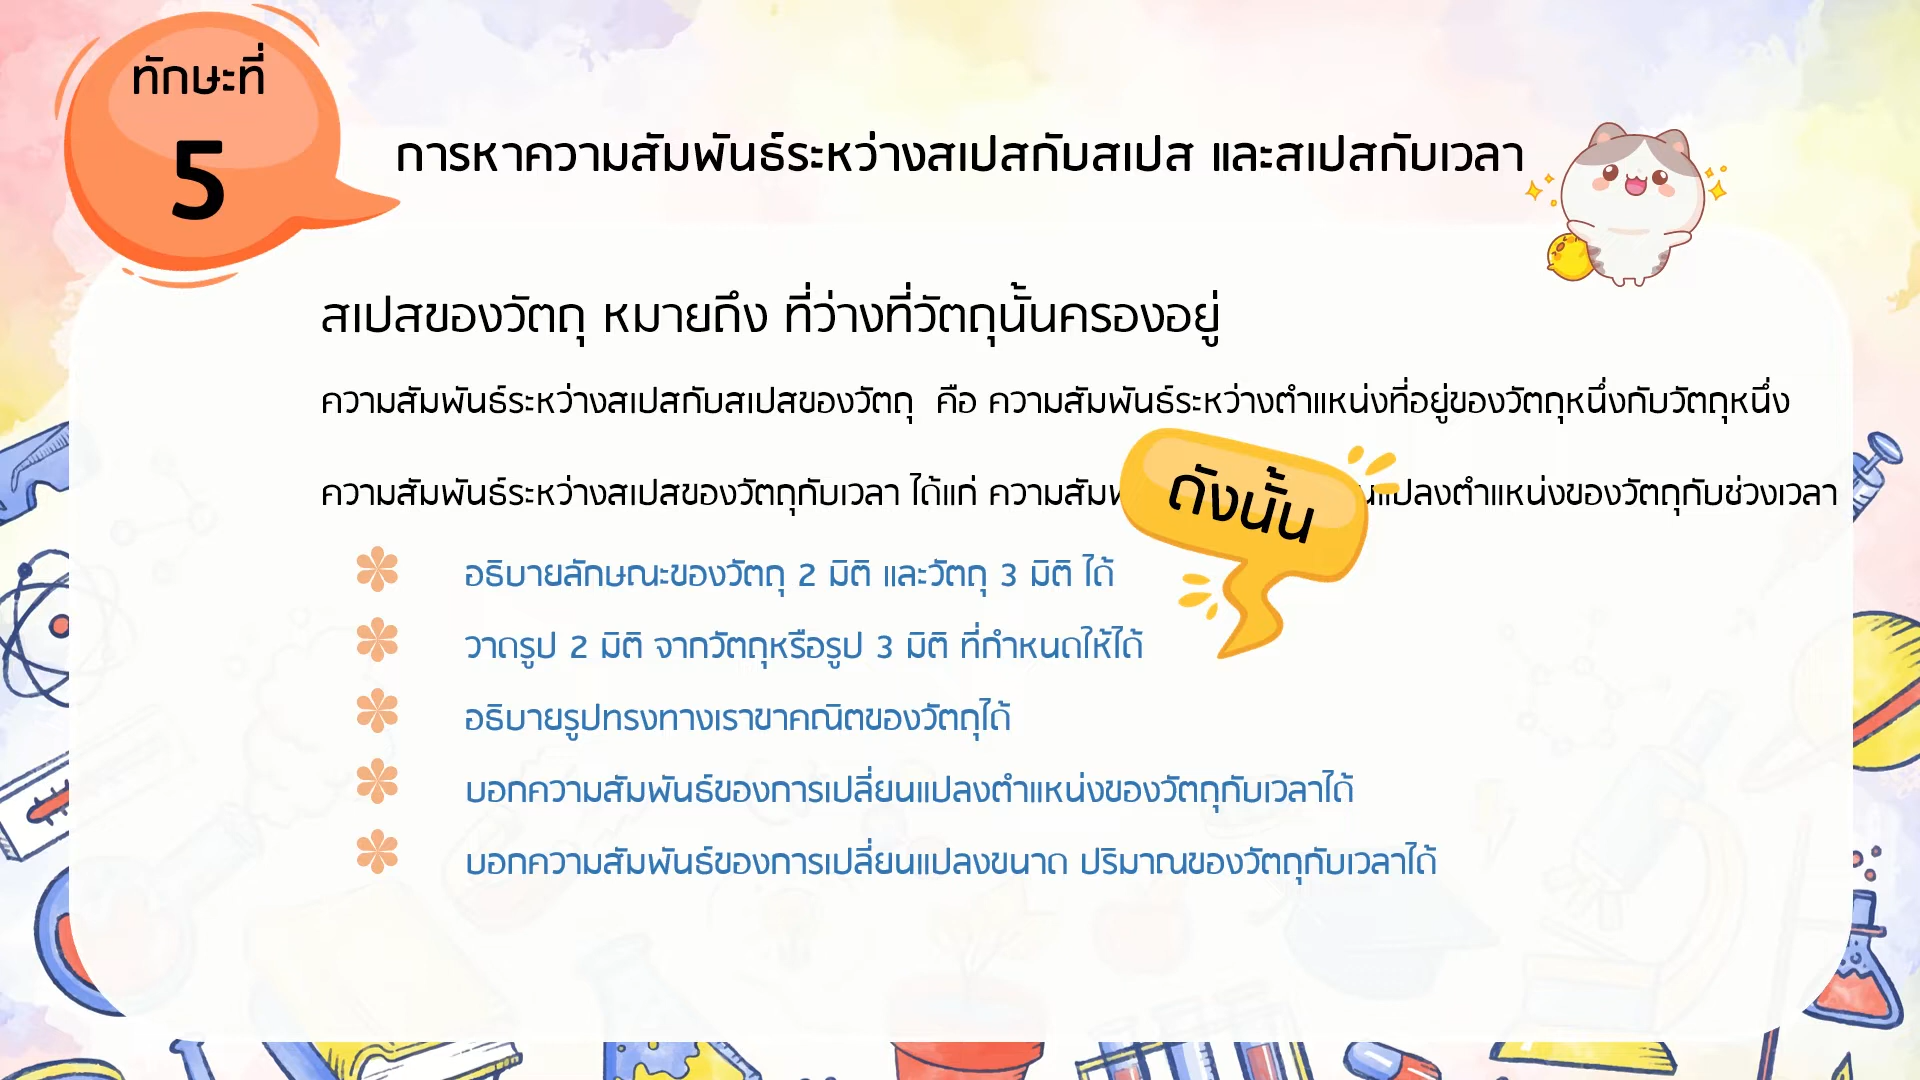 ทักษะที่
5
การหาความสัมพันธ์ระหว่างสเปสกับสเปส และสเปสกับเวลา
สเปสของวัตถุ หมายถึง ที่ว่างที่วัตถุนั้นครองอยู่
ความสัมพันธ์ระหว่างสเปสกับสเปสของวัตถุ คือ ความสัมพันธ์ระหว่างตำแหน่งที่อยู่ของวัตถุหนึ่งกับวัตถุหนึ่ง
ความสัมพันธ์ระหว่างสเปสของวัตถุกับเวลา ได้แก่ แปลงตำแหน่งของวัตถุกับช่วงเวลา
ดังนั้น
อธิบายลักษณะของวัตถุ 2 มิติ และวัตถุ 3 มิติ ได้
วาดรูป 2 มิติ จากวัตถุหรือรูป 3 มิติ ที่กำหนดให้ได้
อธิบายรูปทรงทางเราขาคณิตของวัตถุได้
บอกความสัมพันธ์ของการเปลี่ยนแปลงตำแหน่งของวัตถุกับเวลาได้
บอกความสัมพันธ์ของการเปลี่ยนแปลงขนาด ปริมาณของวัตถุกับเวลาได้